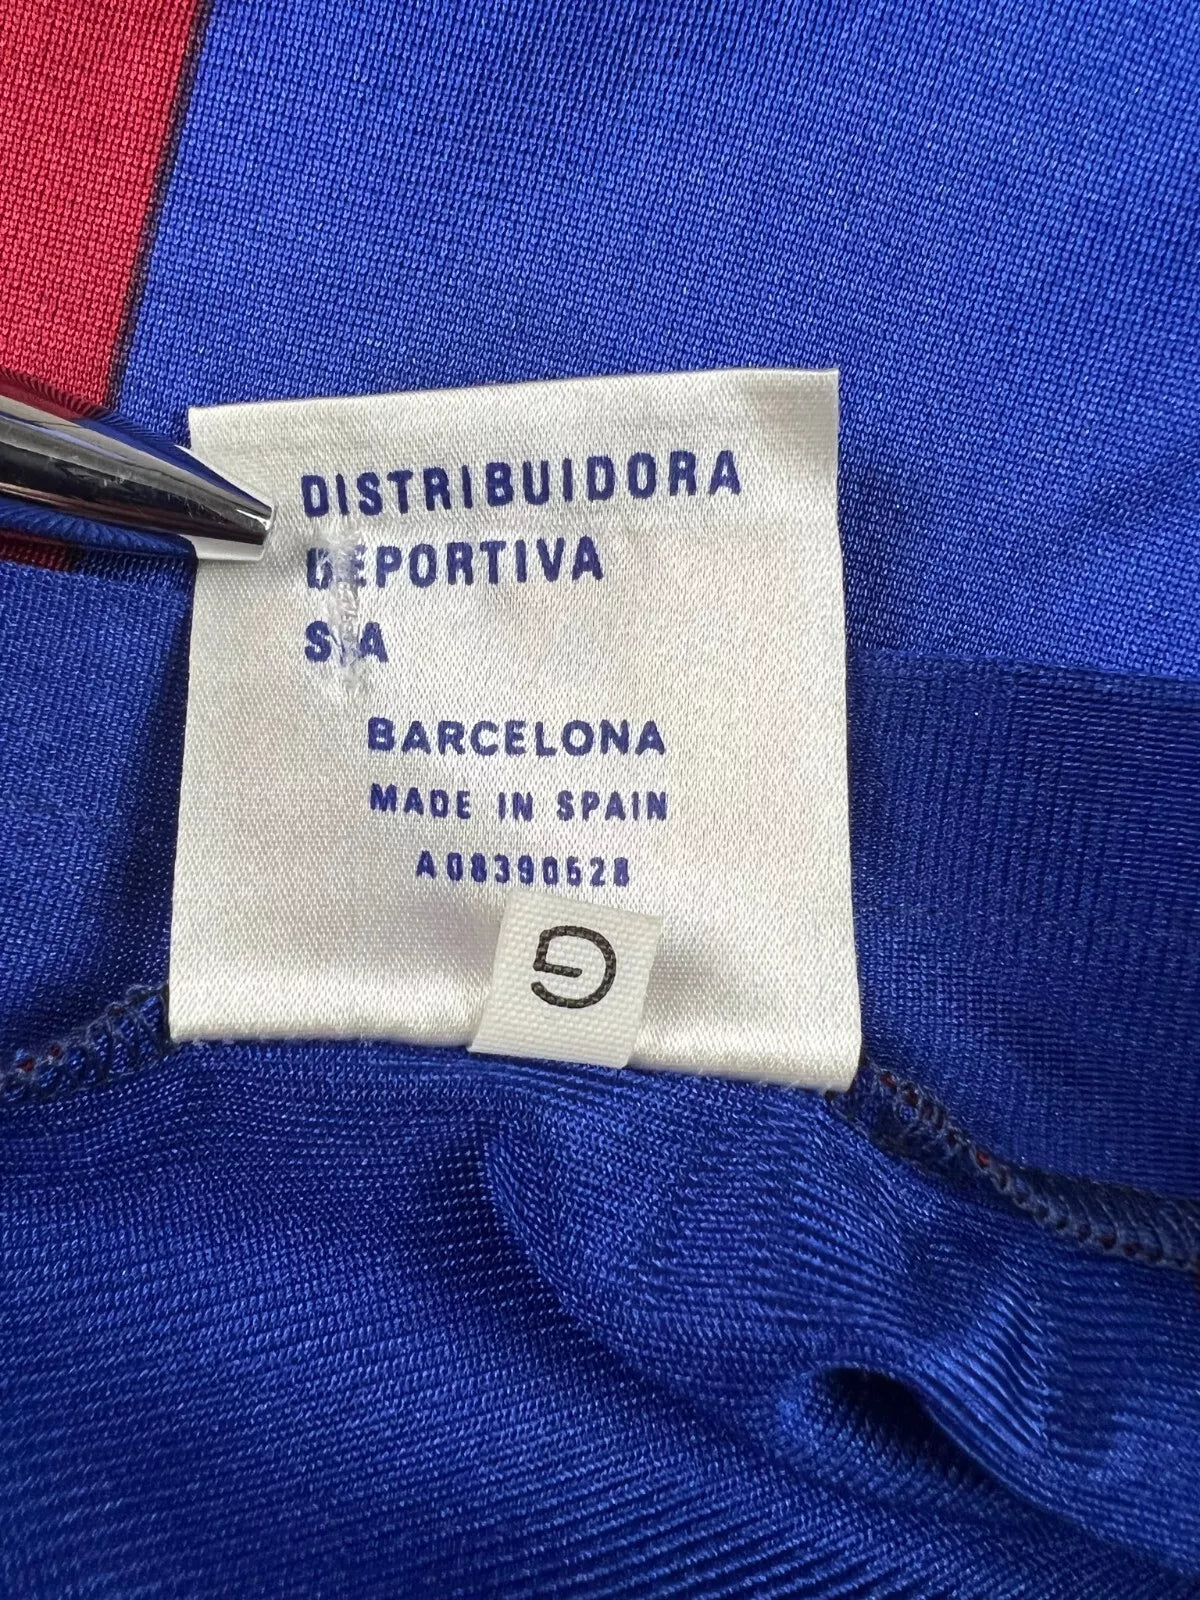 DISTRIBUIDORA
DEPORTIVA
S.A
BARCELONA
MADE IN SPAIN
A08390528
G